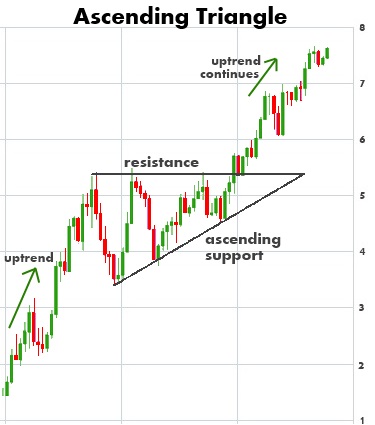 Ascending Triangle
8
uptrend
continues
7
6
resistance
5
ascending
support
4
uptrend
3
2
1